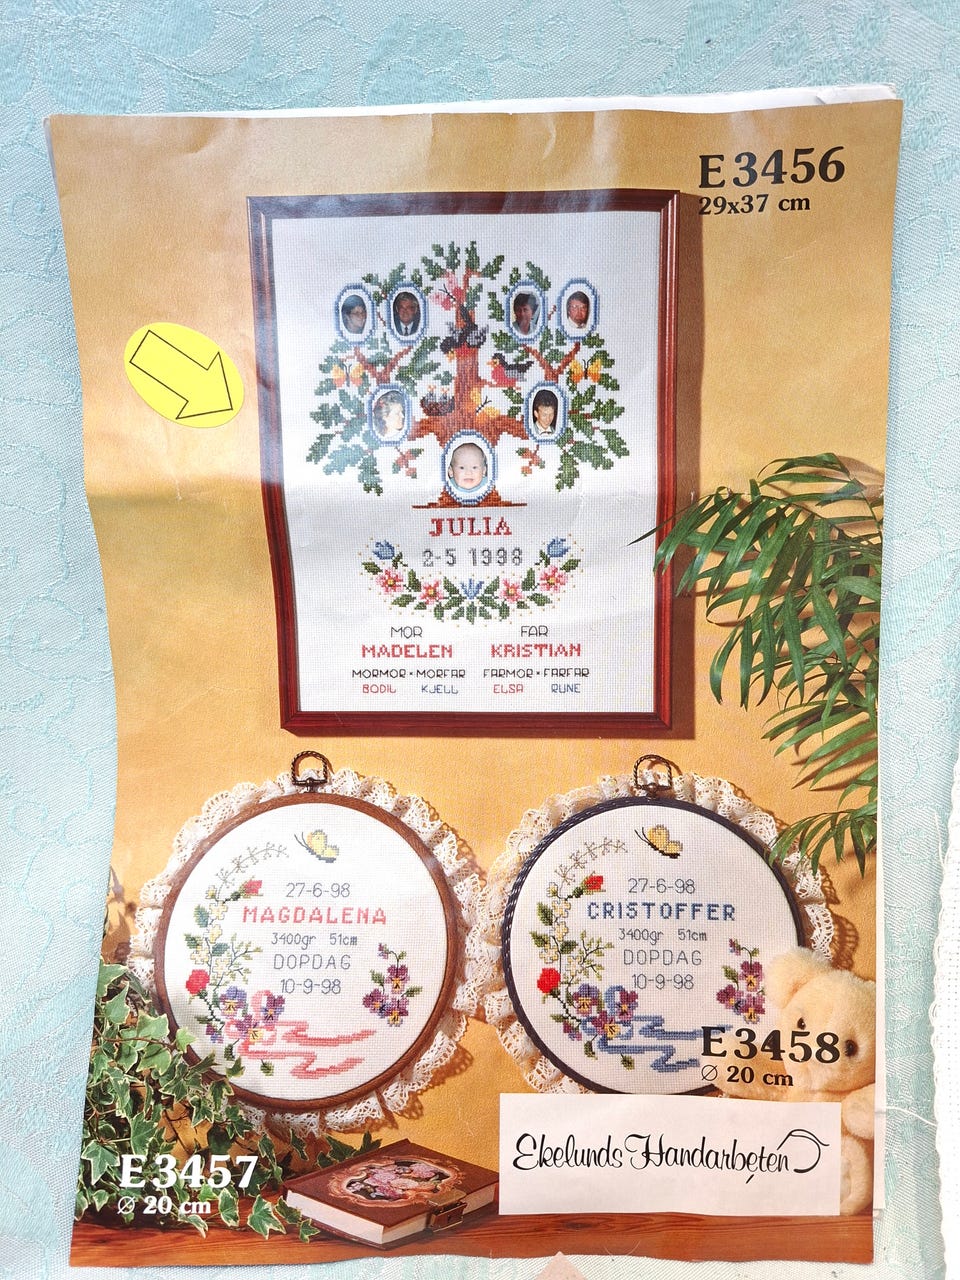 E3456
29x37 cm
JULIA
2-5 1998
MOR FAR
MADELEN KRISTIAN
MORMOR • MORFAR FARMOR • FARFAR
BODIL KJELL ELSA RUNE
27-6-98
MAGDALENA
3400gr 51cm
DOPDAG
10-9-98
27-6-98
CRISTOFFER
3400gr 51cm
DOPDAG
10-9-98
E3458
Ø 20 cm
E3457
Ø 20 cm
Ekelunds Handarbeten